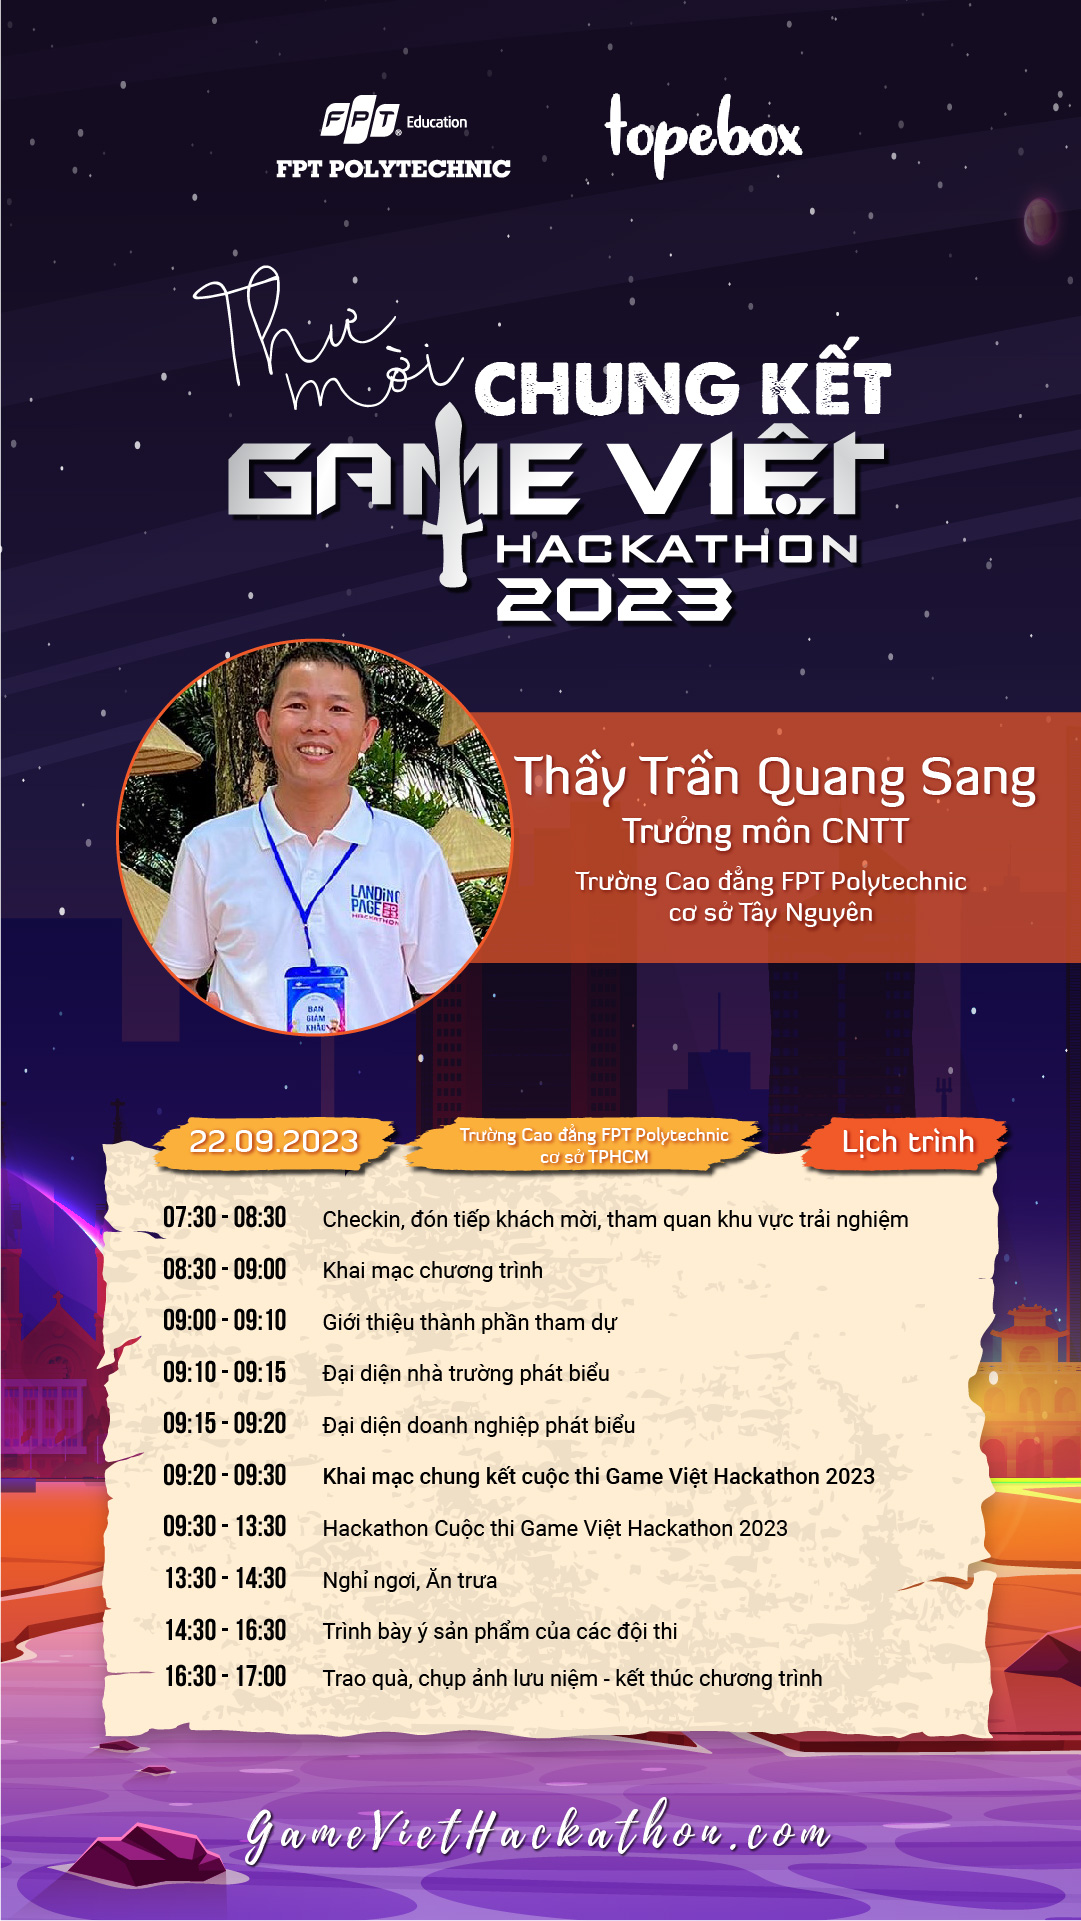 FPT Education
FPT POLYTECHNIC
topebox
Thư mời
CHUNG KẾT
GAME VIỆT
HACKATHON
2023
LANDING
PAGE 2023
HACKATHON
BAN
GIÁM
KHẢO
Thầy Trần Quang Sang
Trưởng môn CNTT
Trường Cao đẳng FPT Polytechnic
cơ sở Tây Nguyên
22.09.2023
Trường Cao đẳng FPT Polytechnic
cơ sở TPHCM
Lịch trình
07:30 - 08:30 Checkin, đón tiếp khách mời, tham quan khu vực trải nghiệm
08:30 - 09:00 Khai mạc chương trình
09:00 - 09:10 Giới thiệu thành phần tham dự
09:10 - 09:15 Đại diện nhà trường phát biểu
09:15 - 09:20 Đại diện doanh nghiệp phát biểu
09:20 - 09:30 Khai mạc chung kết cuộc thi Game Việt Hackathon 2023
09:30 - 13:30 Hackathon Cuộc thi Game Việt Hackathon 2023
13:30 - 14:30 Nghỉ ngơi, Ăn trưa
14:30 - 16:30 Trình bày ý sản phẩm của các đội thi
16:30 - 17:00 Trao quà, chụp ảnh lưu niệm - kết thúc chương trình
GameVietHackathon.com